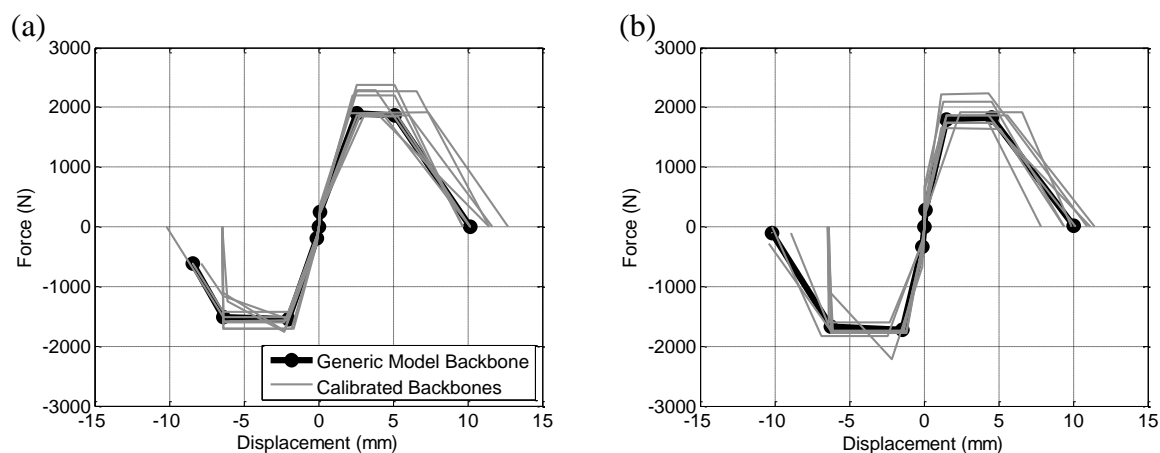 (a)
3000
2000
1000
0
-1000
-2000
-3000
Force (N)
-15 -10 -5 0 5 10 15
Displacement (mm)
Generic Model Backbone
Calibrated Backbones
(b)
3000
2000
1000
0
-1000
-2000
-3000
Force (N)
-15 -10 -5 0 5 10 15
Displacement (mm)